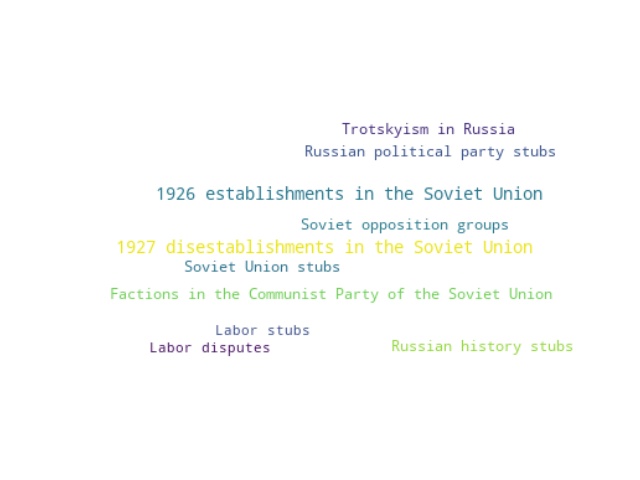 Trotskyism in Russia
Russian political party stubs
1926 establishments in the Soviet Union
Soviet opposition groups
1927 disestablishments in the Soviet Union
Soviet Union stubs
Factions in the Communist Party of the Soviet Union
Labor stubs
Labor disputes
Russian history stubs